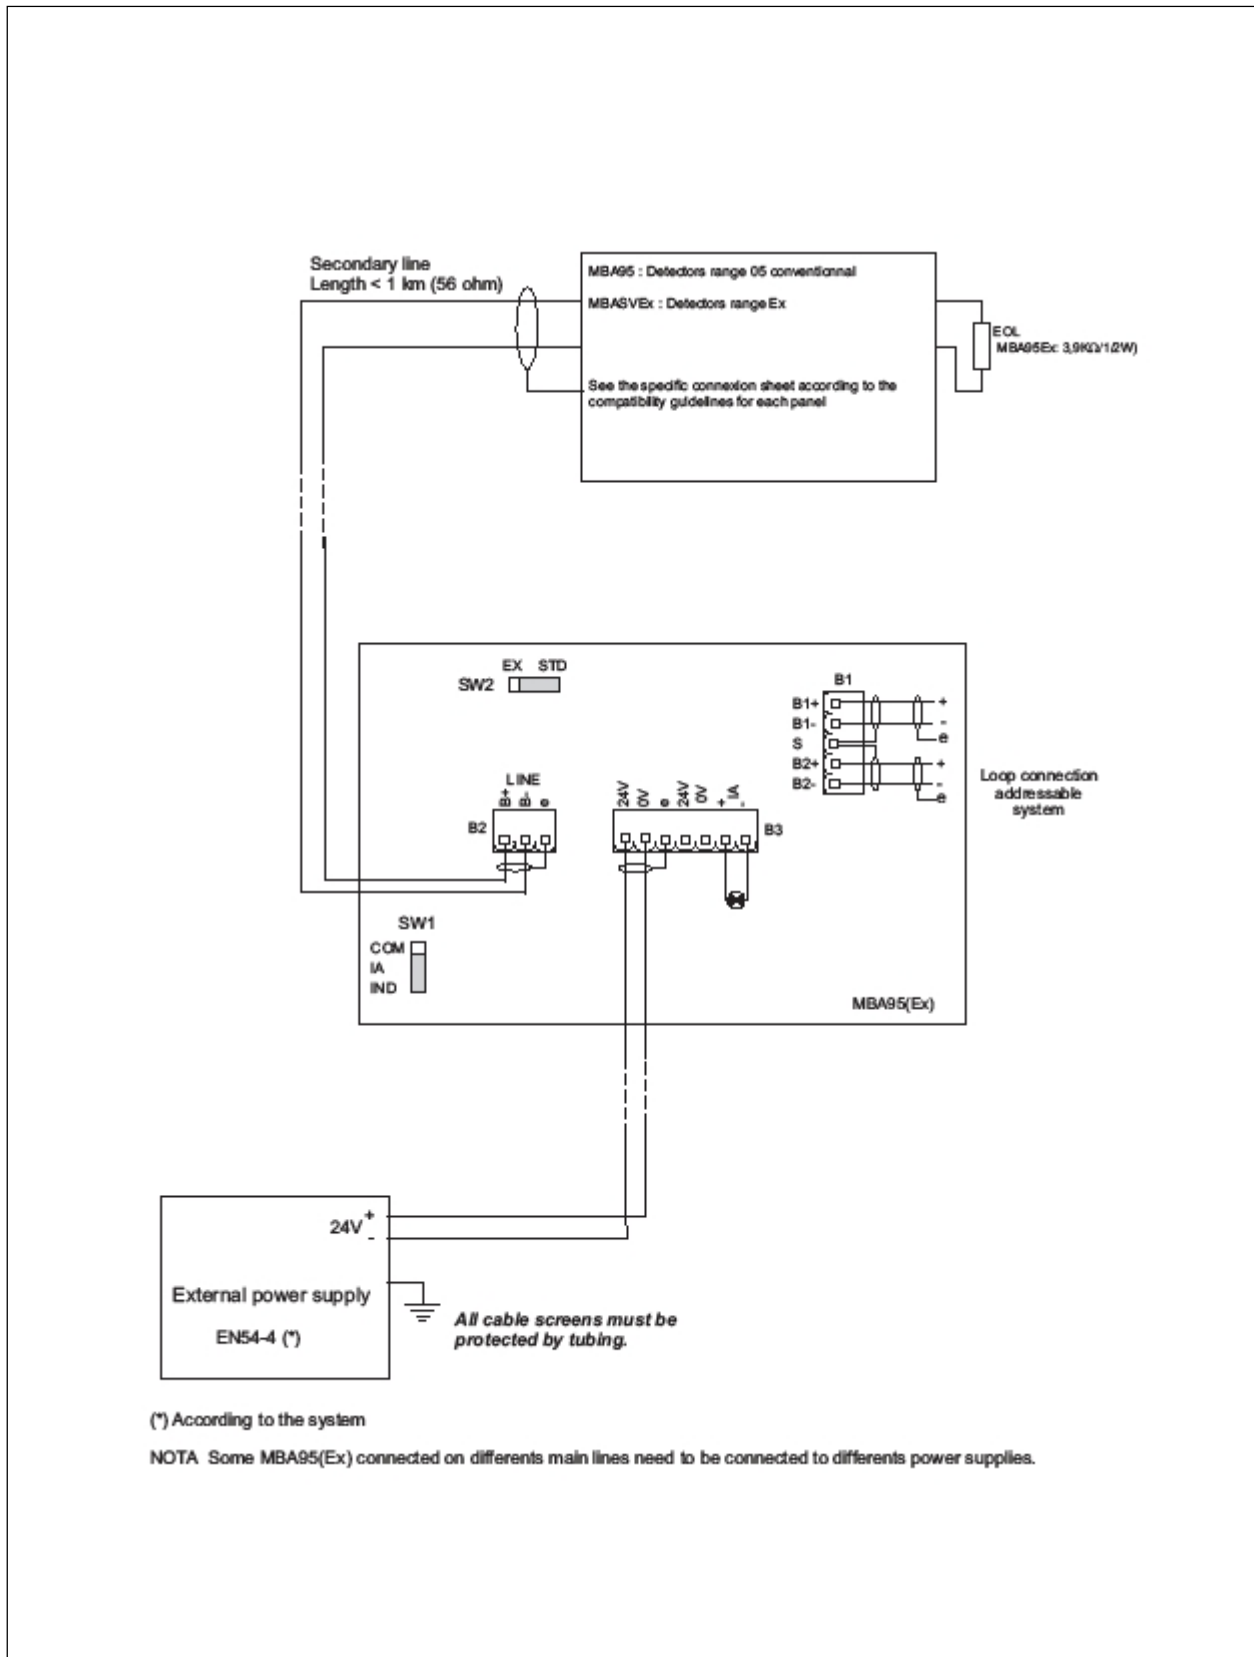 Secondary line
Length < 1 km (56 ohm)
MBA95 : Detectors range 05 conventionnal
MBASVEx : Detectors range Ex
See the specific connexion sheet according to the
compatibility guidelines for each panel
EOL
MBA95Ex: 3,9KΩ/1/2W)
EX STD
SW2
B1
B1+
B1-
S
B2+
B2-
+
-
e
+
-
e
Loop connection
addressable
system
LINE
B+
B-
e
B2
24V
0V
e
24V
0V
+
IA
-
B3
SW1
COM
IA
IND
MBA95(Ex)
24V
+
-
External power supply
EN54-4 (*)
All cable screens must be
protected by tubing.
(*) According to the system
NOTA Some MBA95(Ex) connected on differents main lines need to be connected to differents power supplies.